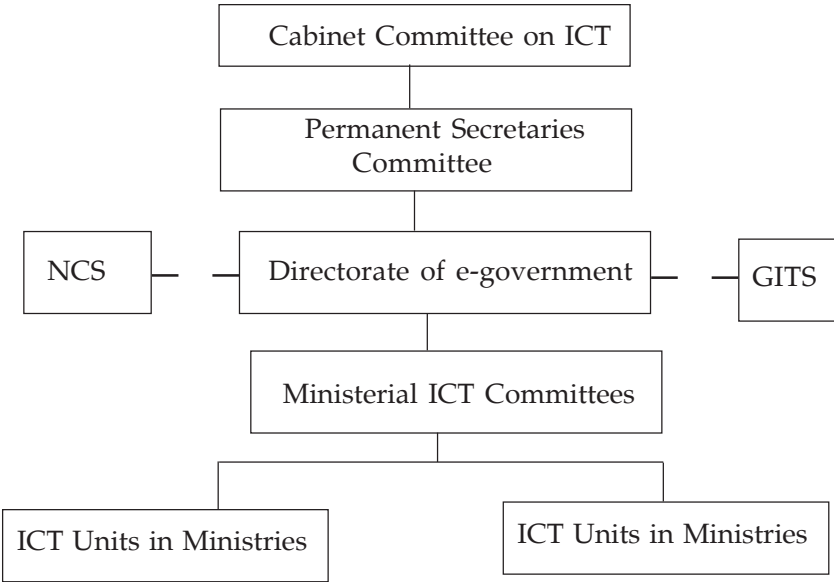 Cabinet Committee on ICT
Permanent Secretaries
Committee
NCS
Directorate of e-government
GITS
Ministerial ICT Committees
ICT Units in Ministries
ICT Units in Ministries